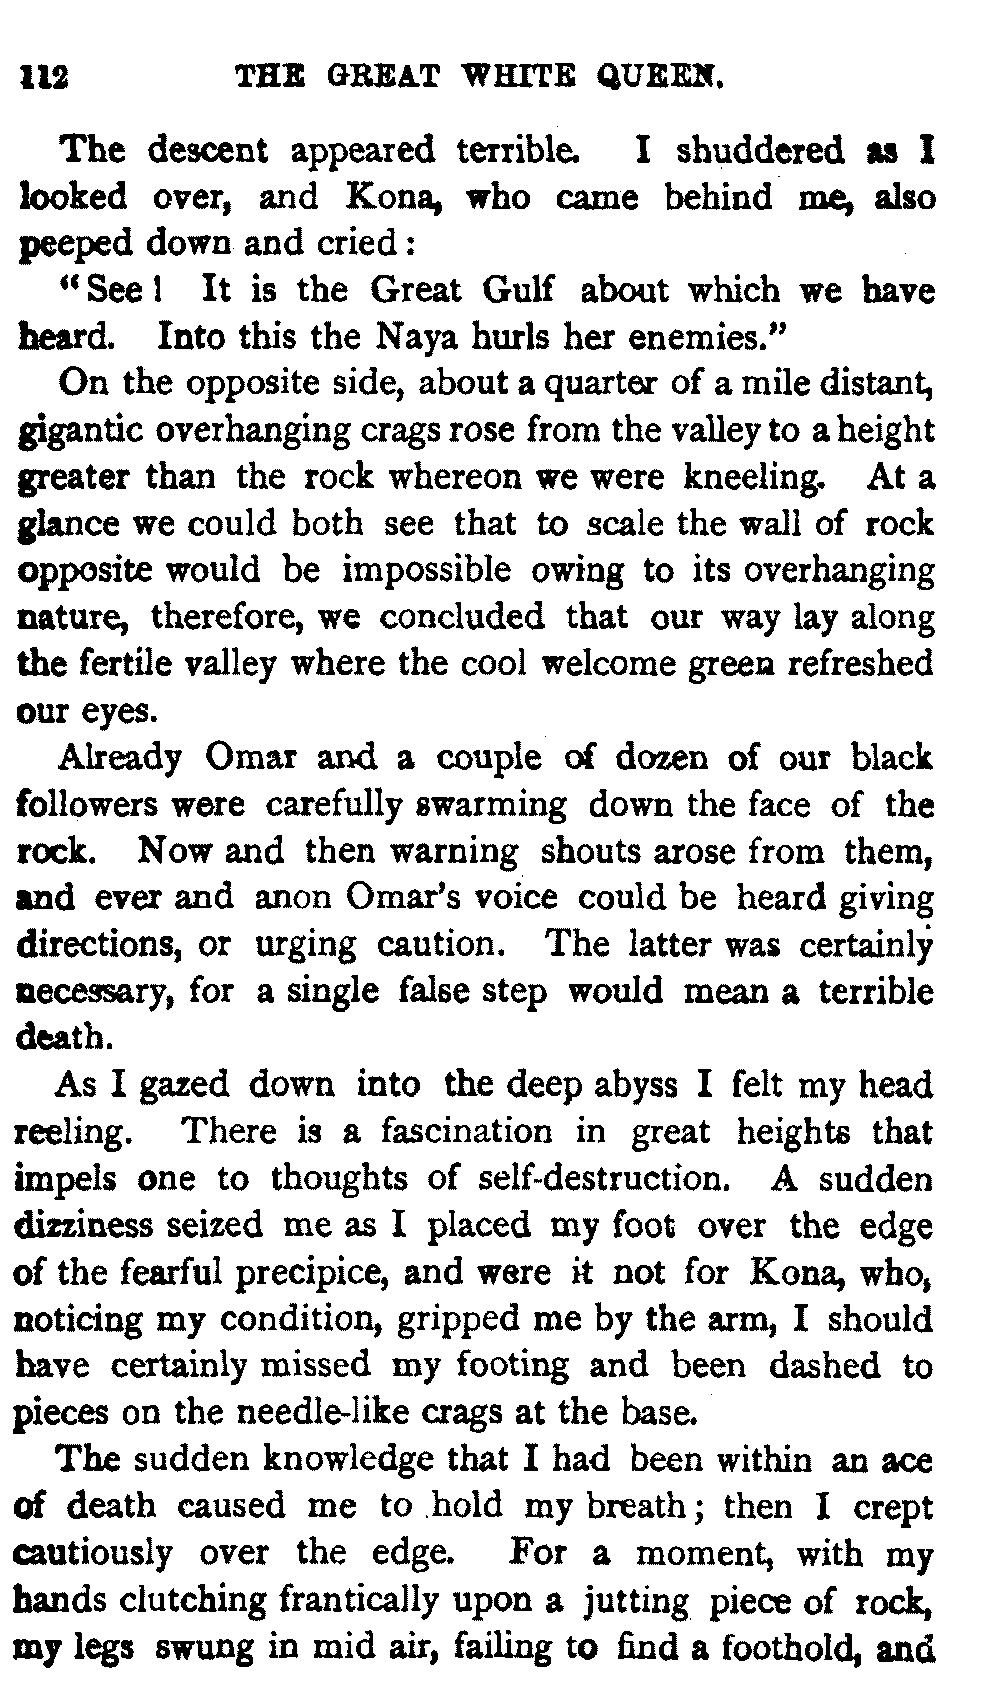 112 THE GREAT WHITE QUEEN.
The descent appeared terrible. I shuddered as I
looked over, and Kona, who came behind me, also
peeped down and cried:
"See! It is the Great Gulf about which we have
heard. Into this the Naya hurls her enemies."
On the opposite side, about a quarter of a mile distant,
gigantic overhanging crags rose from the valley to a height
greater than the rock whereon we were kneeling. At a
glance we could both see that to scale the wall of rock
opposite would be impossible owing to its overhanging
nature, therefore, we concluded that our way lay along
the fertile valley where the cool welcome green refreshed
our eyes.
Already Omar and a couple of dozen of our black
followers were carefully swarming down the face of the
rock. Now and then warning shouts arose from them,
and ever and anon Omar's voice could be heard giving
directions, or urging caution. The latter was certainly
necessary, for a single false step would mean a terrible
death.
As I gazed down into the deep abyss I felt my head
reeling. There is a fascination in great heights that
impels one to thoughts of self-destruction. A sudden
dizziness seized me as I placed my foot over the edge
of the fearful precipice, and were it not for Kona, who,
noticing my condition, gripped me by the arm, I should
have certainly missed my footing and been dashed to
pieces on the needle-like crags at the base.
The sudden knowledge that I had been within an ace
of death caused me to hold my breath; then I crept
cautiously over the edge. For a moment, with my
hands clutching frantically upon a jutting piece of rock,
my legs swung in mid air, failing to find a foothold, and